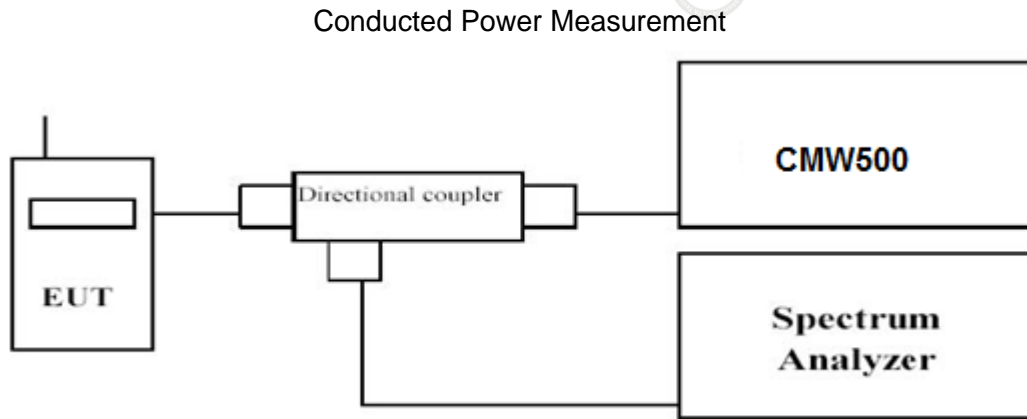 Conducted Power Measurement
CMW500
Directional coupler
EUT
Spectrum
Analyzer